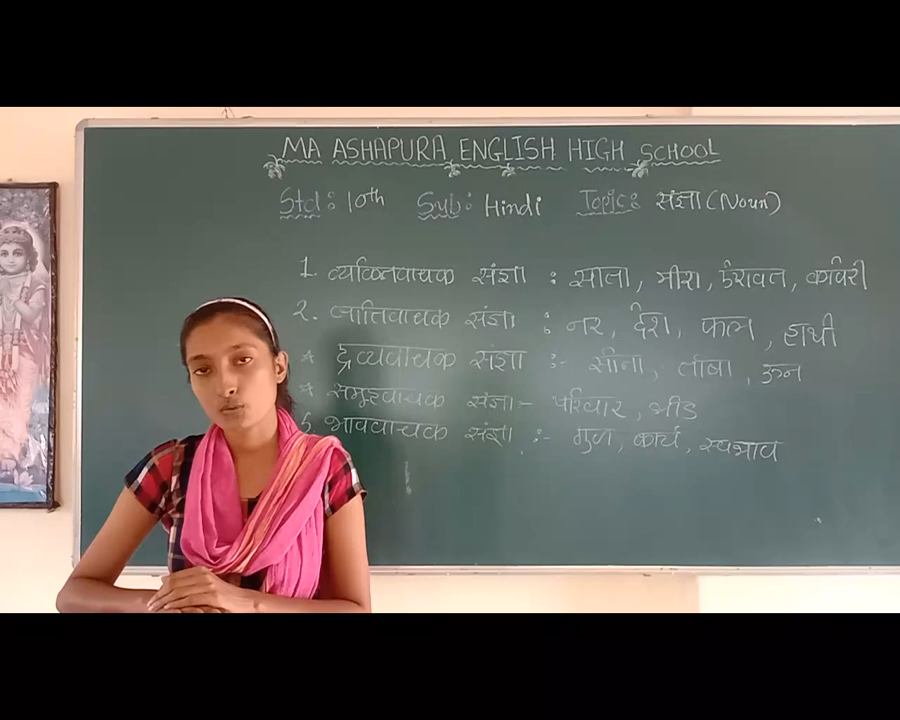 MA ASHAPURA ENGLISH HIGH SCHOOL
Std : 10th Sub : Hindi Topic : संज्ञा (Noun)
1. व्यक्तिवाचक संज्ञा : सीता, मीरा, ऐरावत, कावेरी
2. जातिवाचक संज्ञा : नर, देश, फल, हाथी
* द्रव्यवाचक संज्ञा :- सोना, तांबा, ऊन
* समूहवाचक संज्ञा :- परिवार, भीड
3. भाववाचक संज्ञा :- गुण, कार्य, स्वभाव